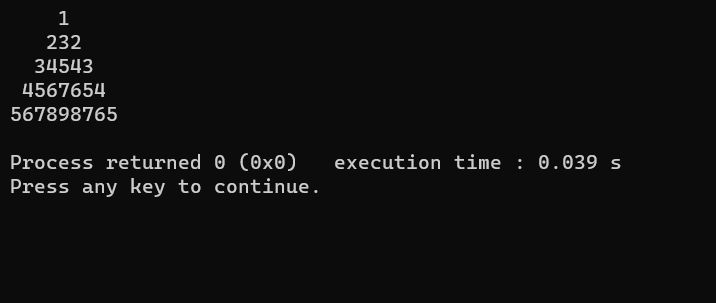 1
   232
  34543
 4567654
567898765

Process returned 0 (0x0)   execution time : 0.039 s
Press any key to continue.